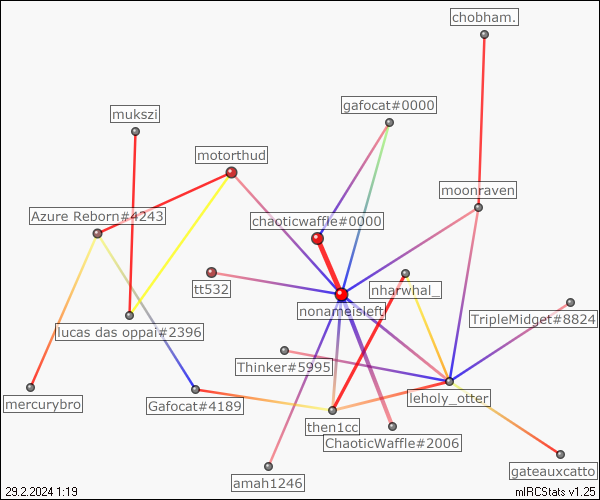 chobham.
gafocat#0000
mukszi
motorthud
moonraven
Azure Reborn#4243
chaoticwaffle#0000
tt532
nharwhal_
nonameisleft
TripleMidget#8824
lucas das oppai#2396
Thinker#5995
leholy_otter
mercurybro
Gafocat#4189
then1cc
ChaoticWaffle#2006
gateauxcatto
amah1246
29.2.2024 1:19
mIRCStats v1.25